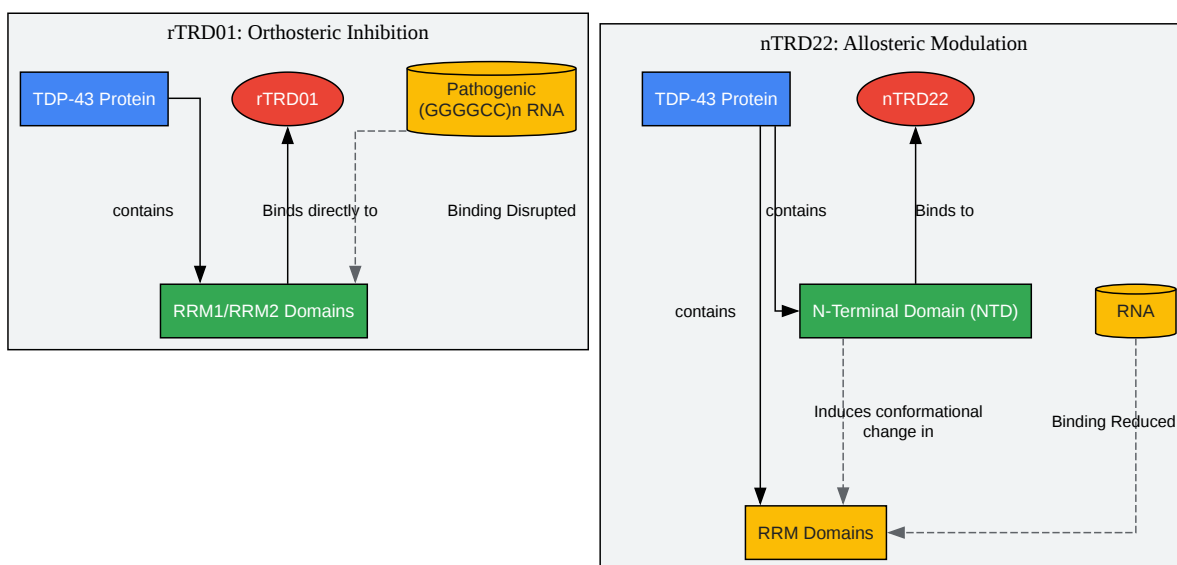 rTRD01: Orthosteric Inhibition
TDP-43 Protein
rTRD01
Pathogenic
(GGGGCC)n RNA
contains
Binds directly to
Binding Disrupted
RRM1/RRM2 Domains
nTRD22: Allosteric Modulation
TDP-43 Protein
nTRD22
contains
Binds to
contains
N-Terminal Domain (NTD)
RNA
Induces conformational
change in
Binding Reduced
RRM Domains